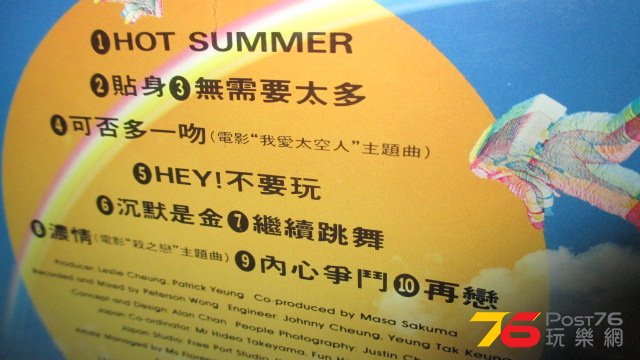 ❶HOT SUMMER
❷貼身❸無需要太多
❹可否多一吻(電影“我愛太空人”主題曲)
❺HEY!不要玩
❻沉默是金❼繼續跳舞
❽濃情(電影“殺之戀”主題曲) ❾內心爭鬥❿再戀
Producer Leslie Cheung, Patrick Yeung Co-produced by Masa Sakuma
Recorded and Mixed by Peterson Wong Engineer Johnny Cheung, Yeung Tak Keung
Concept and Design: Alan Chan People Photography: Justin
Japan Co-ordinator Mr Hideo Takeyama, Fun H
Japan Studio: Free Port Studio,
Artist Managed by Ms Floren
76 POST76
玩樂網